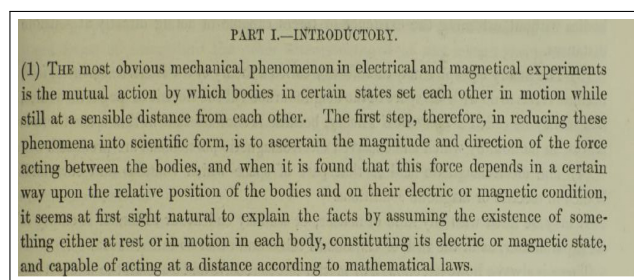 PART I.—INTRODUCTORY.
(1) THE most obvious mechanical phenomenon in electrical and magnetical experiments
is the mutual action by which bodies in certain states set each other in motion while
still at a sensible distance from each other. The first step, therefore, in reducing these
phenomena into scientific form, is to ascertain the magnitude and direction of the force
acting between the bodies, and when it is found that this force depends in a certain
way upon the relative position of the bodies and on their electric or magnetic condition,
it seems at first sight natural to explain the facts by assuming the existence of some-
thing either at rest or in motion in each body, constituting its electric or magnetic state,
and capable of acting at a distance according to mathematical laws.